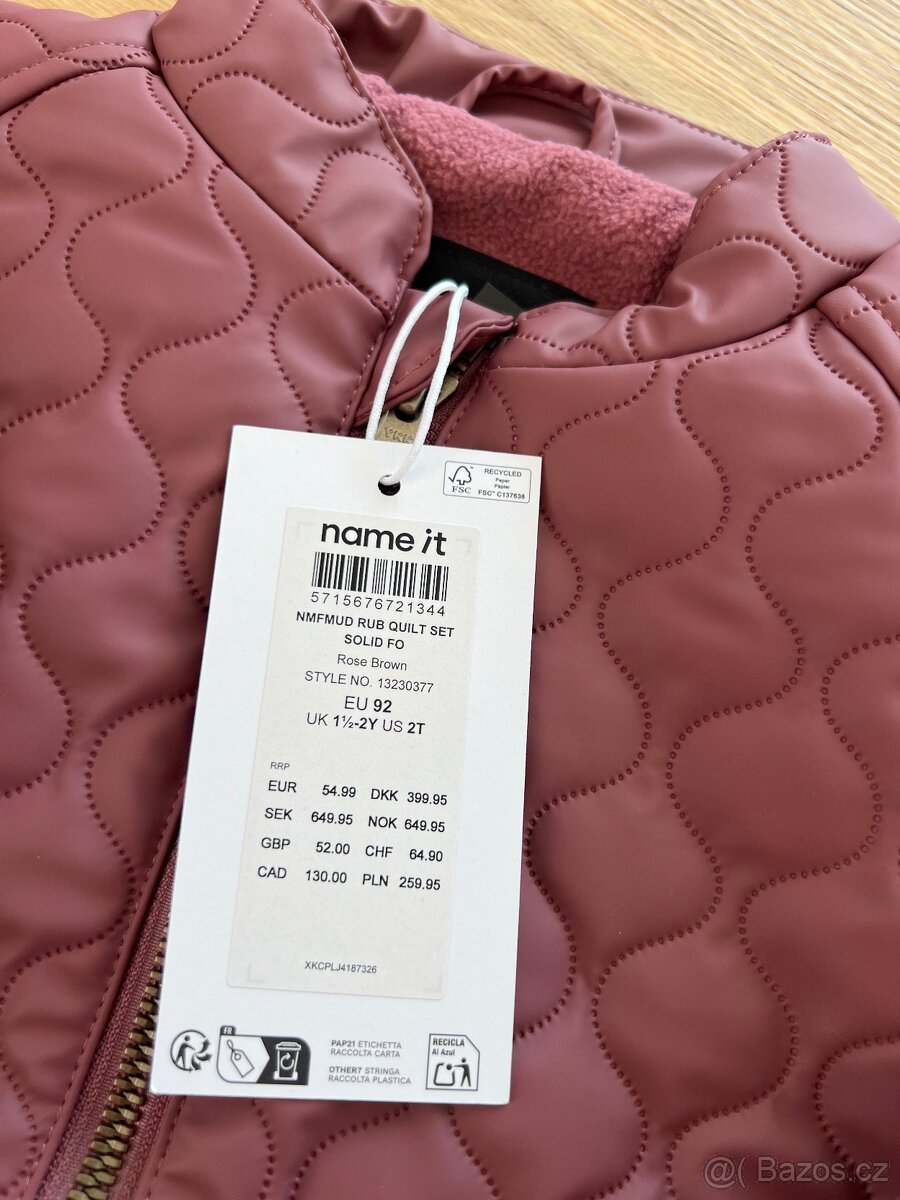 RECYCLED
Paper
Papier
FSC
FSC® C137638
name it
5715676721344
NMFMUD RUB QUILT SET
SOLID FO
Rose Brown
STYLE NO. 13230377
EU 92
UK 1½-2Y US 2T
RRP
EUR 54.99 DKK 399.95
SEK 649.95 NOK 649.95
GBP 52.00 CHF 64.90
CAD 130.00 PLN 259.95
XKCPLJ4187326
FR
PAP21 ETICHETTA
RACCOLTA CARTA
OTHER7 STRINGA
RACCOLTA PLASTICA
RECICLA
Al Azul
@( Bazos.cz